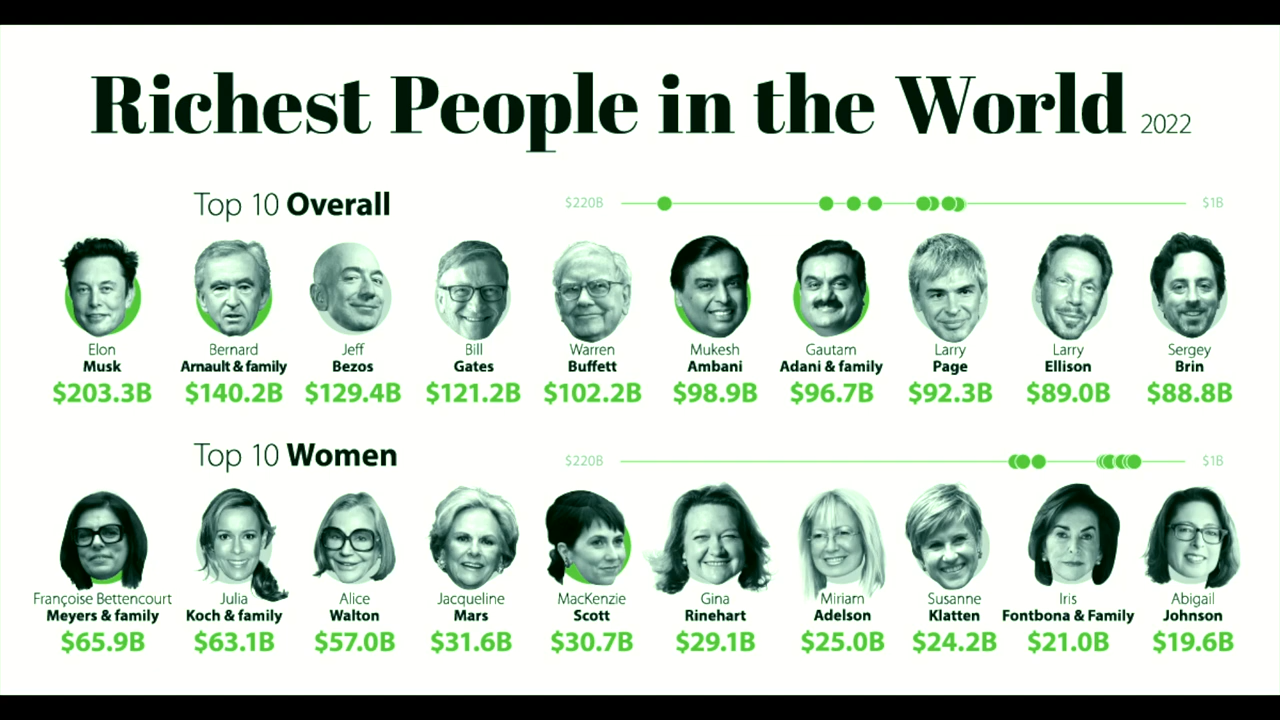 Richest People in the World 2022
Top 10 Overall
$220B
$1B
Elon Musk
$203.3B
Bernard Arnault & family
$140.2B
Jeff Bezos
$129.4B
Bill Gates
$121.2B
Warren Buffett
$102.2B
Mukesh Ambani
$98.9B
Gautam Adani & family
$96.7B
Larry Page
$92.3B
Larry Ellison
$89.0B
Sergey Brin
$88.8B
Top 10 Women
$220B
$1B
Françoise Bettencourt
Meyers & family
$65.9B
Julia
Koch & family
$63.1B
Alice
Walton
$57.0B
Jacqueline
Mars
$31.6B
MacKenzie
Scott
$30.7B
Gina
Rinehart
$29.1B
Miriam
Adelson
$25.0B
Susanne
Klatten
$24.2B
Iris
Fontbona & Family
$21.0B
Abigail
Johnson
$19.6B